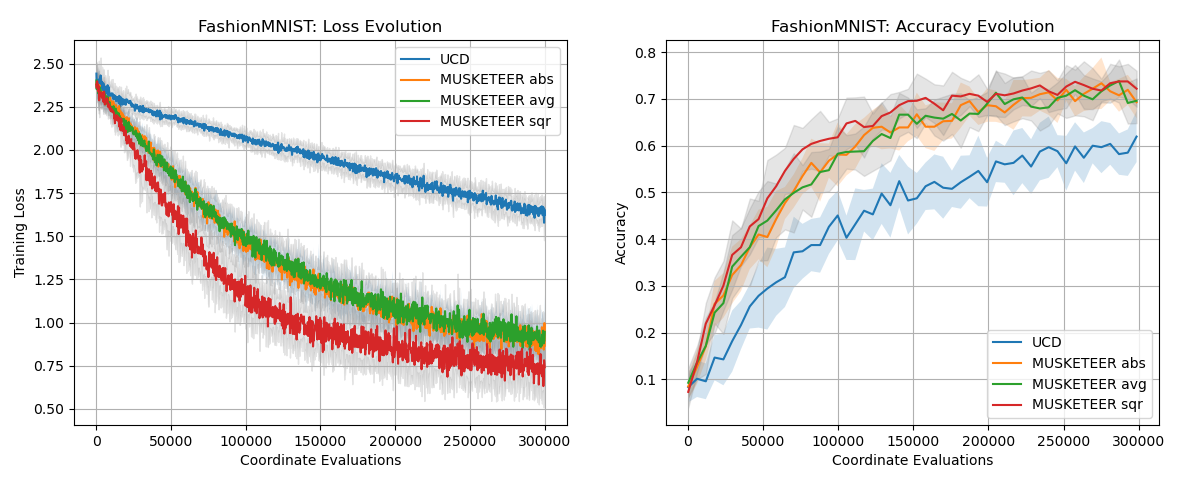 FashionMNIST: Loss Evolution
2.50
2.25
2.00
1.75
1.50
1.25
1.00
0.75
0.50
Training Loss
UCD
MUSKETEER abs
MUSKETEER avg
MUSKETEER sqr
0 50000 100000 150000 200000 250000 300000
Coordinate Evaluations
FashionMNIST: Accuracy Evolution
0.8
0.7
0.6
0.5
0.4
0.3
0.2
0.1
Accuracy
UCD
MUSKETEER abs
MUSKETEER avg
MUSKETEER sqr
0 50000 100000 150000 200000 250000 300000
Coordinate Evaluations